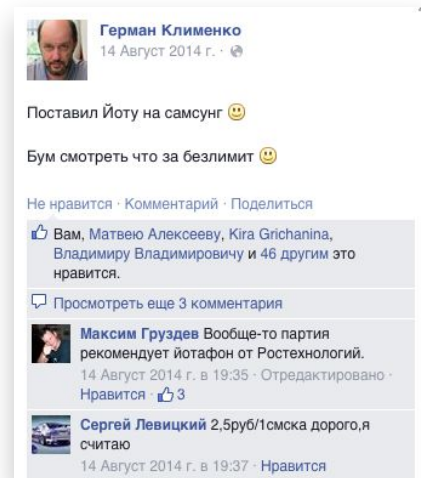 Герман Клименко
14 Август 2014 г. ·
Поставил Йоту на самсунг
Бум смотреть что за безлимит
Не нравится · Комментарий · Поделиться
Вам, Матвею Алексееву, Kira Grichanina,
Владимиру Владимировичу и 46 другим это
нравится.
Просмотреть еще 3 комментария
Максим Груздев Вообще-то партия
рекомендует йотафон от Ростехнологий.
14 Август 2014 г. в 19:35 · Отредактировано ·
Нравится · 3
Сергей Левицкий 2,5руб/1смска дорого,я
считаю
14 Август 2014 г. в 19:37 · Нравится